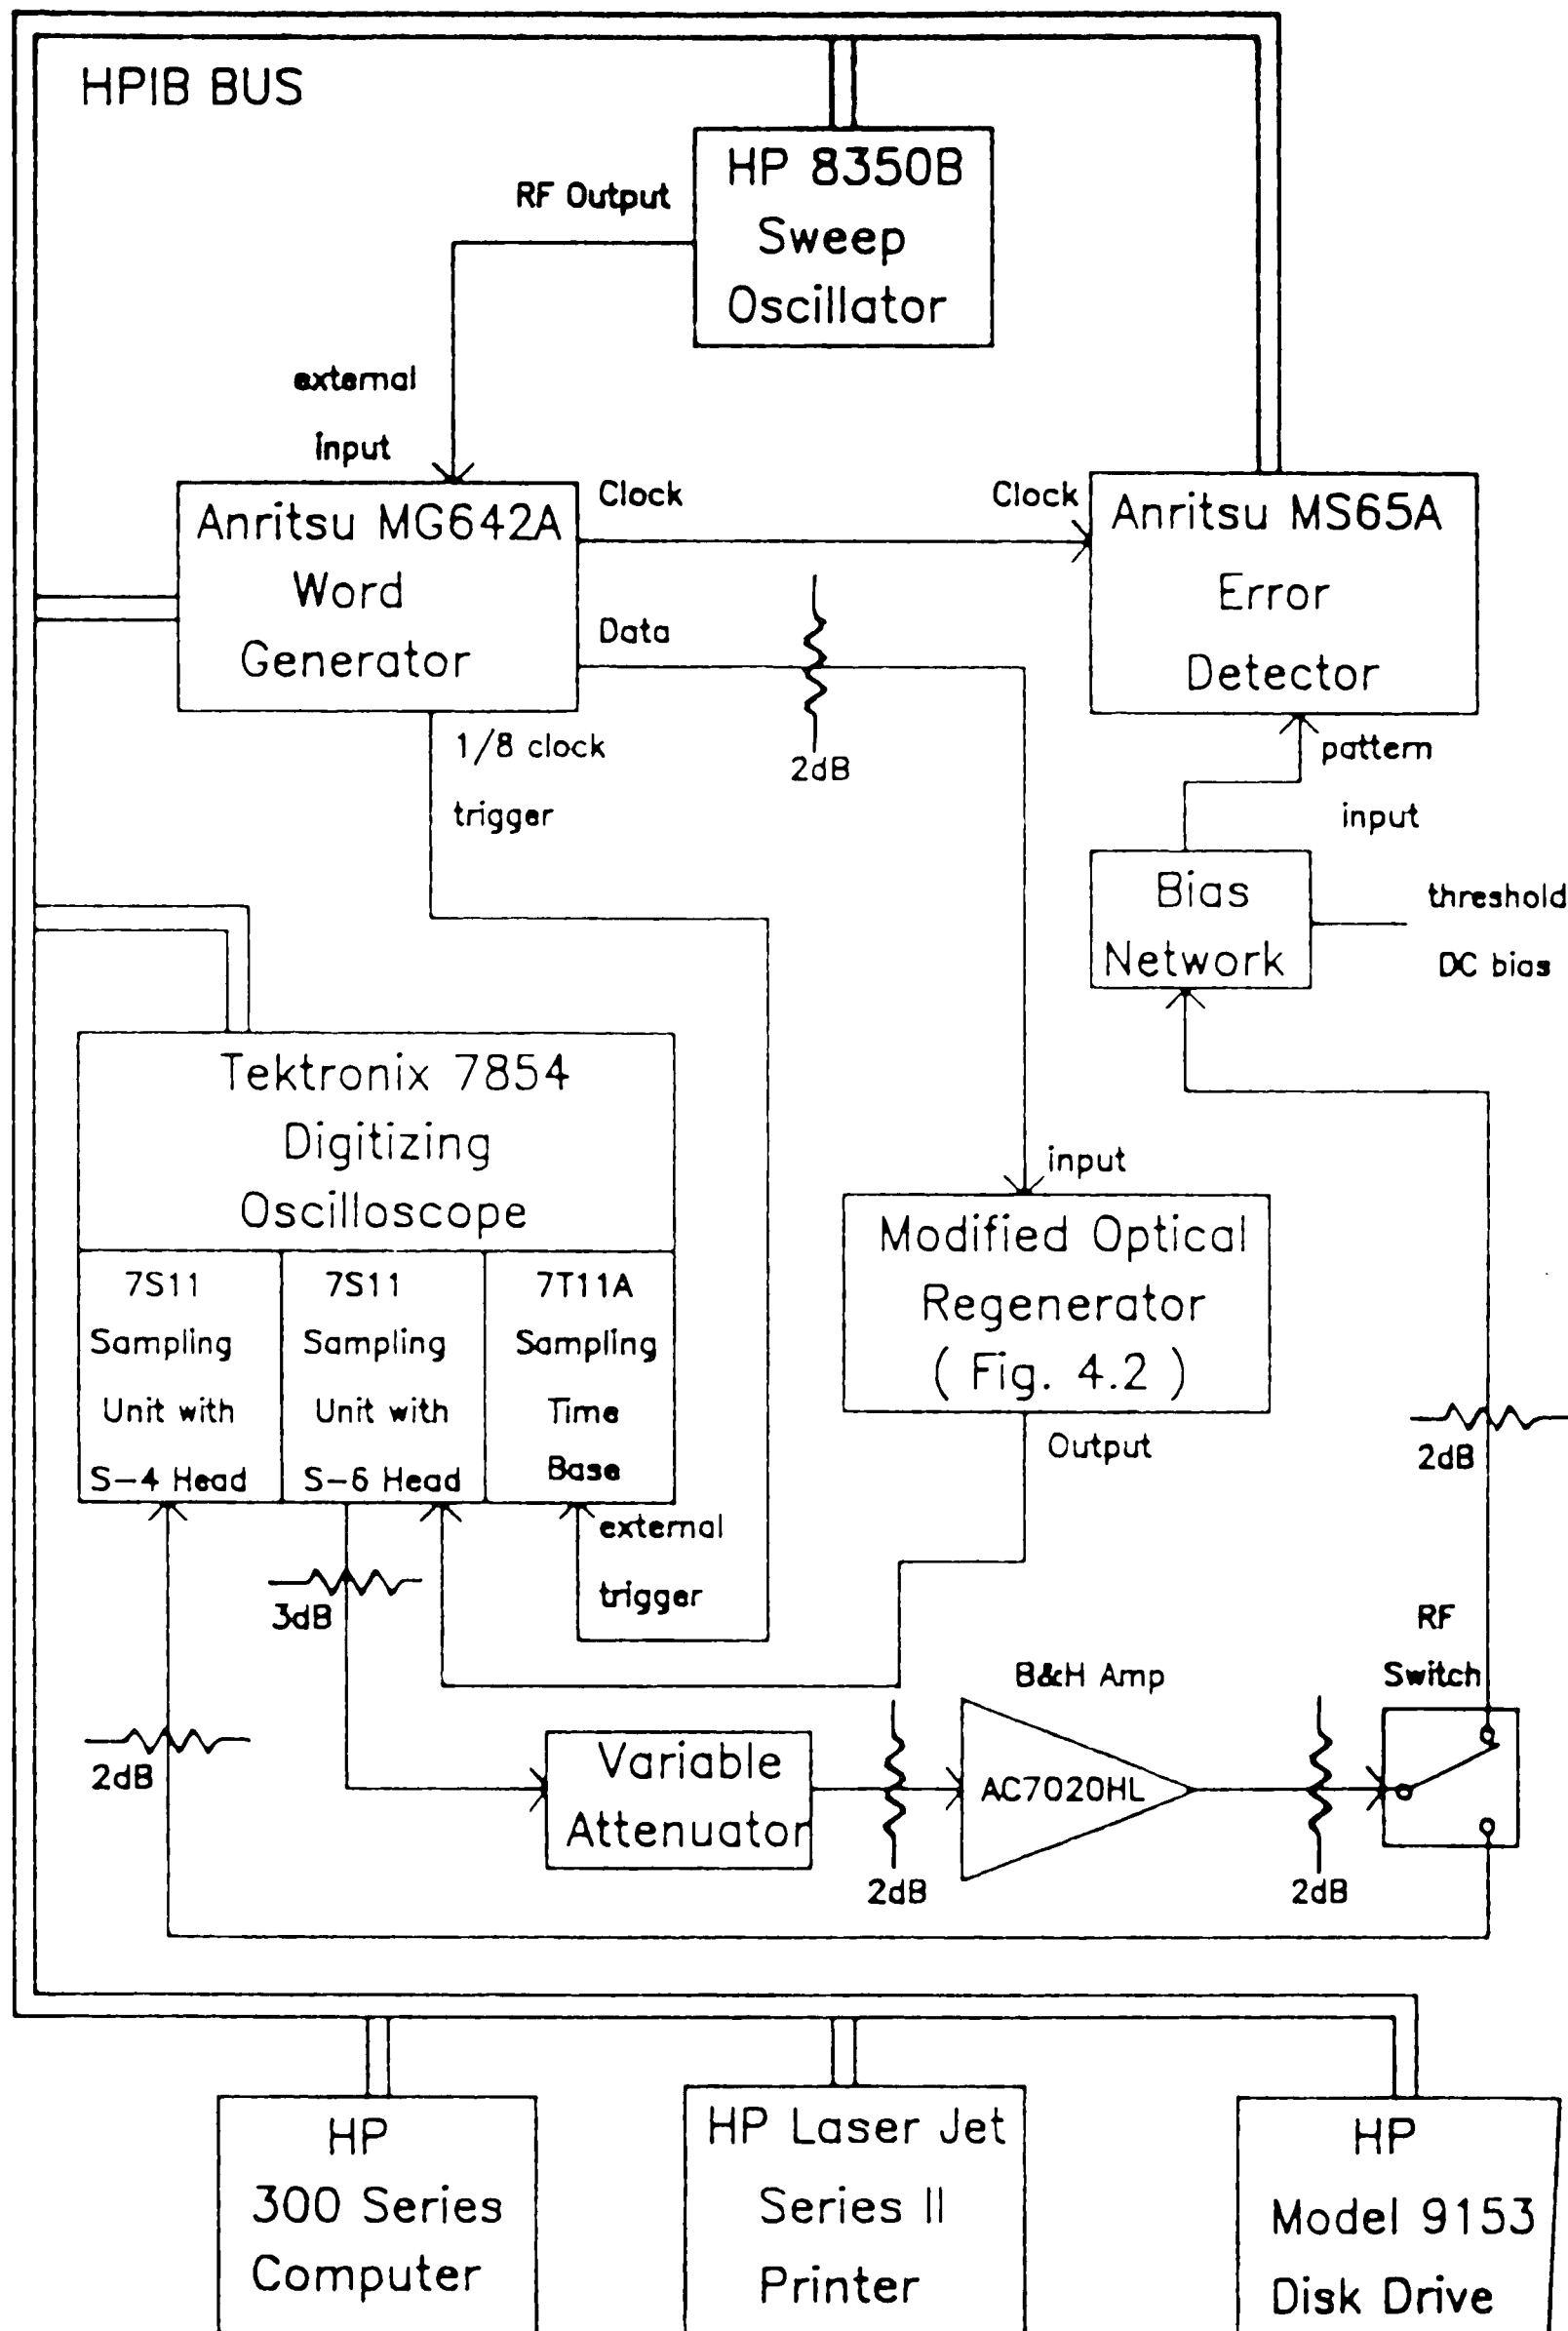 HPIB BUS
HP 8350B
Sweep
Oscillator
RF Output
external
input
Anritsu MG642A
Word
Generator
Clock
Clock
Data
2dB
Anritsu MS65A
Error
Detector
1/8 clock
trigger
pattern
input
Bias
Network
threshold
DC bias
Tektronix 7854
Digitizing
Oscilloscope
7S11
Sampling
Unit with
S-4 Head
7S11
Sampling
Unit with
S-6 Head
7T11A
Sampling
Time
Base
input
Modified Optical
Regenerator
( Fig. 4.2 )
Output
2dB
external
trigger
3dB
2dB
RF
Switch
B&H Amp
Variable
Attenuator
2dB
AC7020HL
2dB
HP
300 Series
Computer
HP Laser Jet
Series II
Printer
HP
Model 9153
Disk Drive